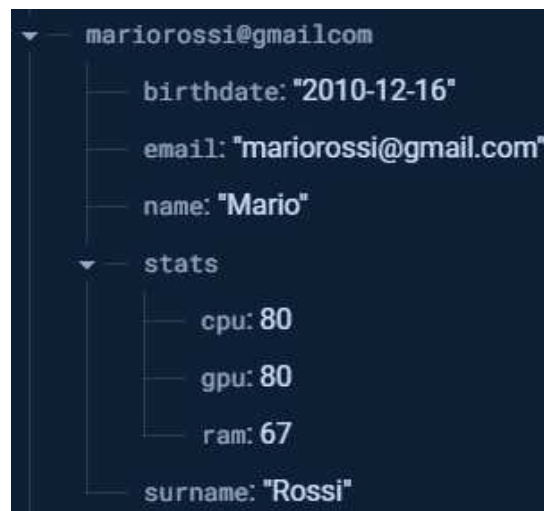 mariorossi@gmailcom
birthdate: "2010-12-16"
email: "mariorossi@gmail.com"
name: "Mario"
stats
cpu: 80
gpu: 80
ram: 67
surname: "Rossi"